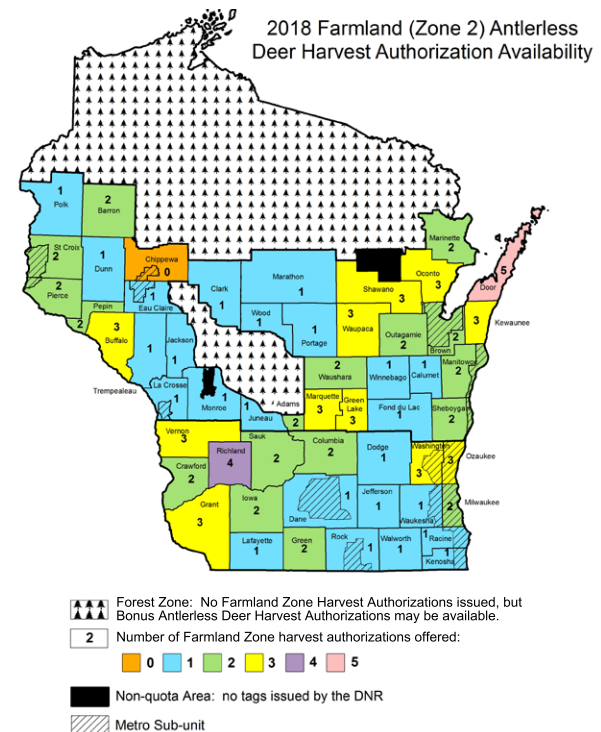 2018 Farmland (Zone 2) Antlerless
Deer Harvest Authorization Availability
1
Polk
2
Barron
Marinette
2
St Croix
2
1
Dunn
Chippewa
0
5
Door
2
Pierce
Pepin
2
1
Eau Claire
Clark
1
Marathon
1
Shawano
3
Oconto
3
3
Buffalo
1
Jackson
1
Wood
1
1
Portage
3
Waupaca
Outagamie
2
2
Brown
3
Kewaunee
Trempealeau
La Crosse
1
1
Monroe
1
Juneau
Adams
2
2
Waushara
1
Winnebago
1
Calumet
Manitowoc
2
Marquette
3
Green
Lake
3
Fond du Lac
1
Sheboygan
2
Vernon
3
Richland
4
Sauk
2
Columbia
2
Dodge
1
Washington
3
3
Ozaukee
Crawford
2
Grant
3
Iowa
2
Dane
1
Jefferson
1
1
Waukesha
2
Milwaukee
Lafayette
1
Green
2
Rock
1
Walworth
1
1
Racine
1
Kenosha
Forest Zone: No Farmland Zone Harvest Authorizations issued, but
Bonus Antlerless Deer Harvest Authorizations may be available.
2 Number of Farmland Zone harvest authorizations offered:
0 1 2 3 4 5
Non-quota Area: no tags issued by the DNR
Metro Sub-unit